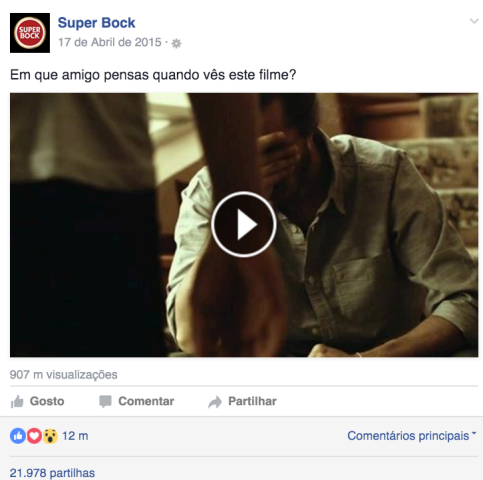 SUPER
BOCK
Super Bock
17 de Abril de 2015 ·
Em que amigo pensas quando vês este filme?
907 m visualizações
Gosto
Comentar
Partilhar
12 m
Comentários principais
21.978 partilhas